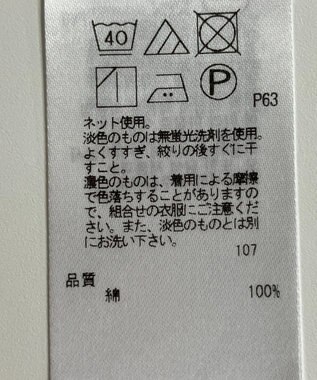 40
P
P63
ネット使用。
淡色のものは無蛍光洗剤を使用。
よくすすぎ、絞りの後すぐに干
すこと。
濃色のものは、着用による摩擦
で色落ちすることがありますの
で、組合せの衣服にご注意くだ
さい。また、淡色のものとは別
にお洗い下さい。
107
品質
綿 100%